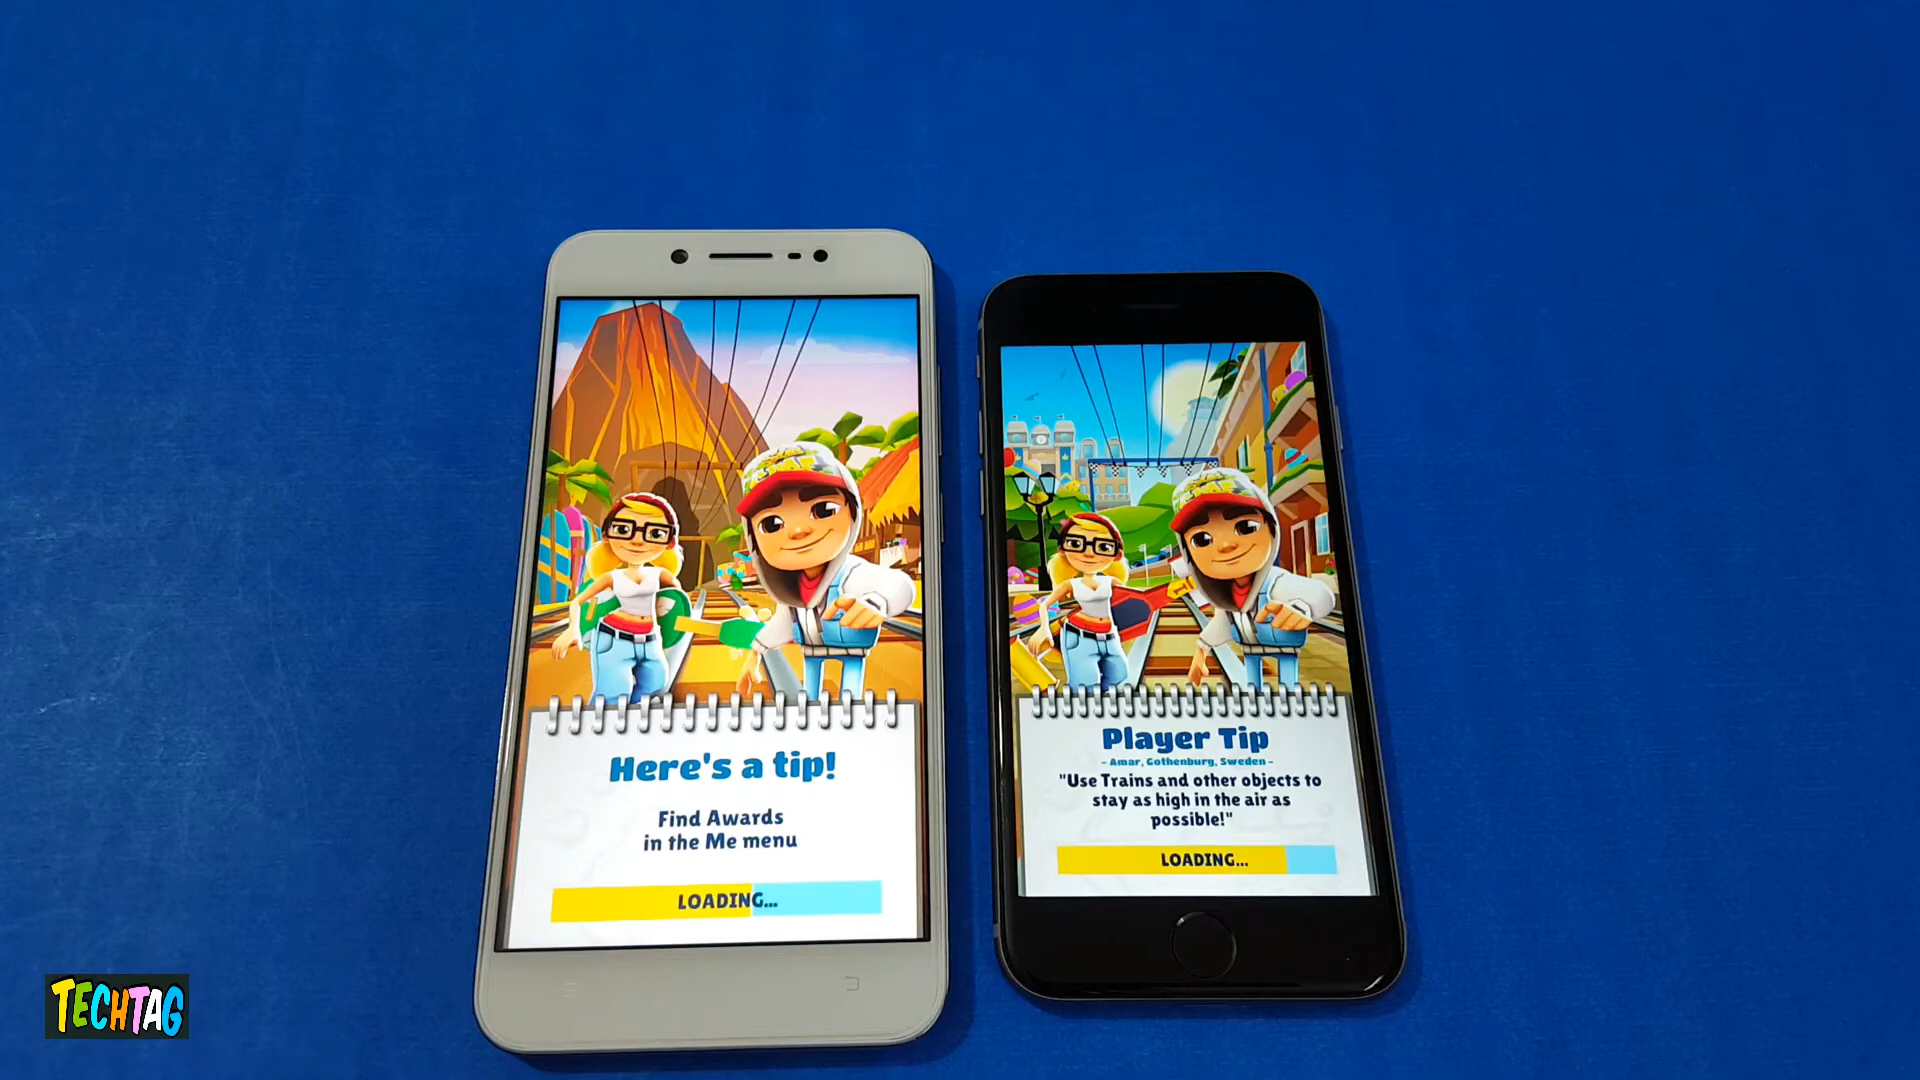 Here's a tip!
Find Awards
in the Me menu
LOADING...
Player Tip
- Amar, Gothenburg, Sweden -
"Use Trains and other objects to
stay as high in the air as
possible!"
LOADING...
TECHTAG